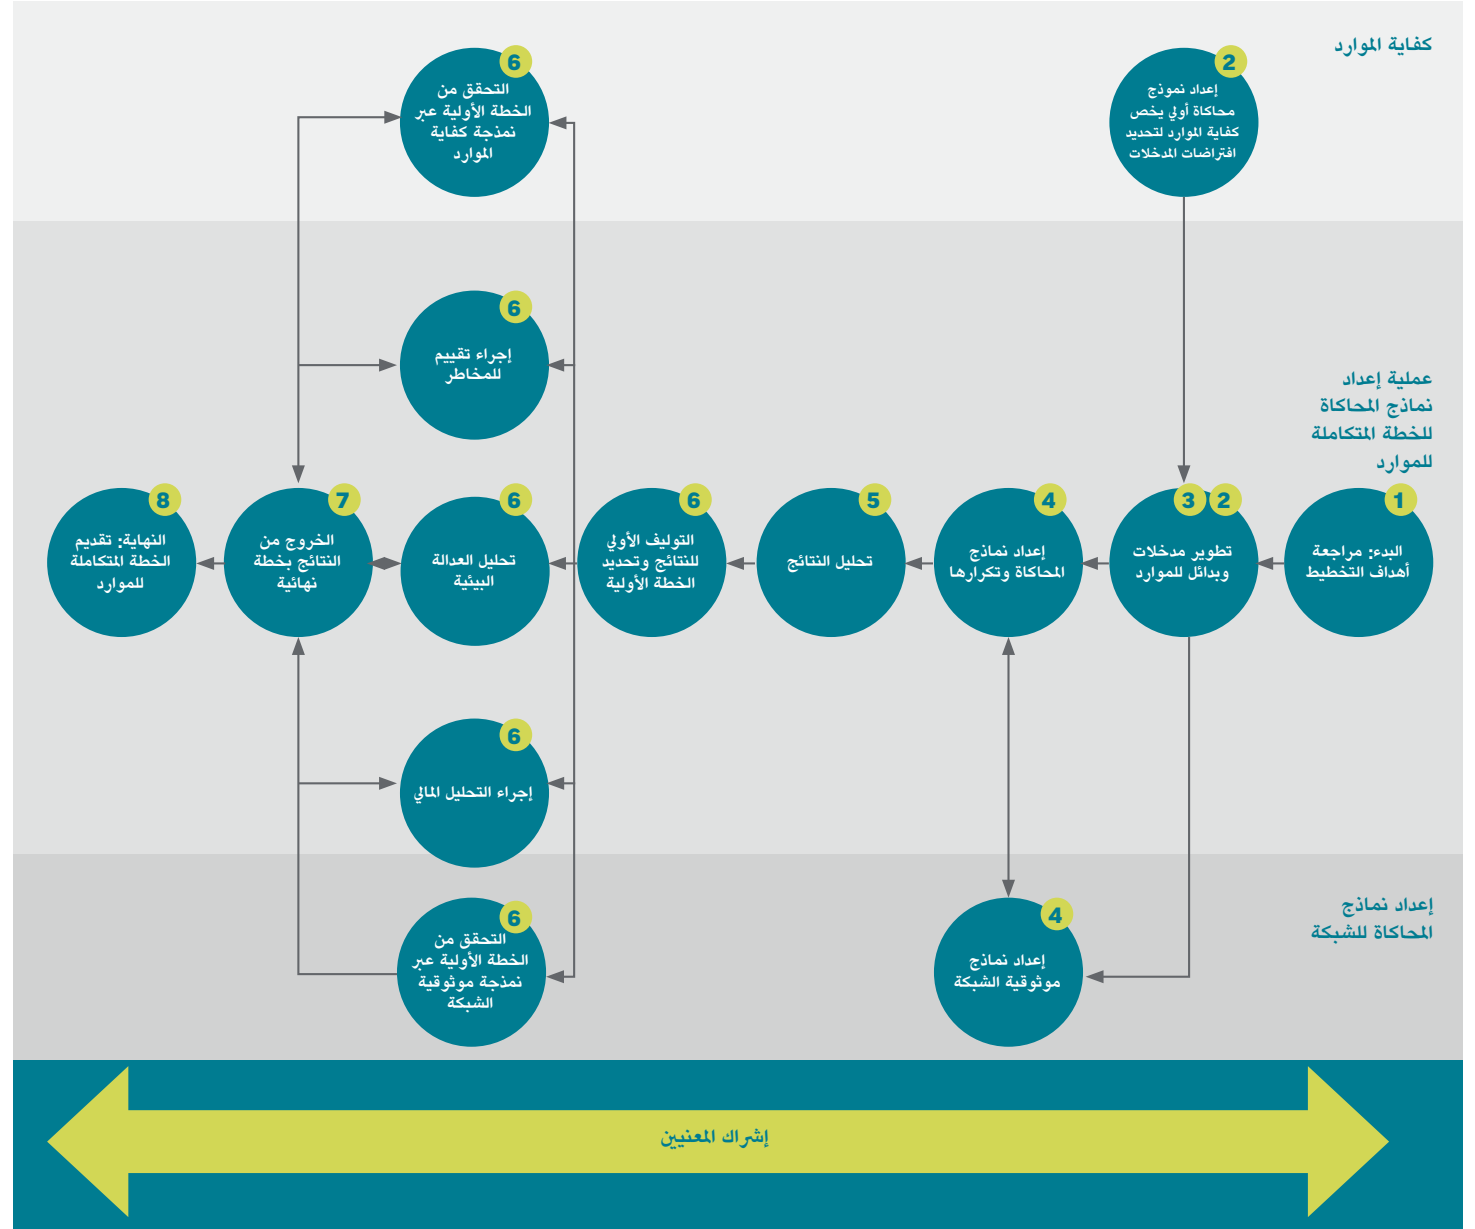 كفاية الموارد
2
إعداد نموذج
محاكاة أولي يخص
كفاية الموارد لتحديد
افتراضات المدخلات
6
التحقق من
الخطة الأولية عبر
نمذجة كفاية
الموارد
عملية إعداد
نماذج المحاكاة
للخطة المتكاملة
للموارد
6
إجراء تقييم
للمخاطر
1
البدء: مراجعة
أهداف التخطيط
2
3
تطوير مدخلات
وبدائل للموارد
4
إعداد نماذج
المحاكاة وتكرارها
5
تحليل النتائج
6
التوليف الأولي
للنتائج وتحديد
الخطة الأولية
6
تحليل العدالة
البيئية
7
الخروج من
النتائج بخطة
نهائية
8
النهاية: تقديم
الخطة المتكاملة
للموارد
6
إجراء التحليل المالي
إعداد نماذج
المحاكاة للشبكة
4
إعداد نماذج
موثوقية الشبكة
6
التحقق من
الخطة الأولية عبر
نمذجة موثوقية
الشبكة
إشراك المعنيين